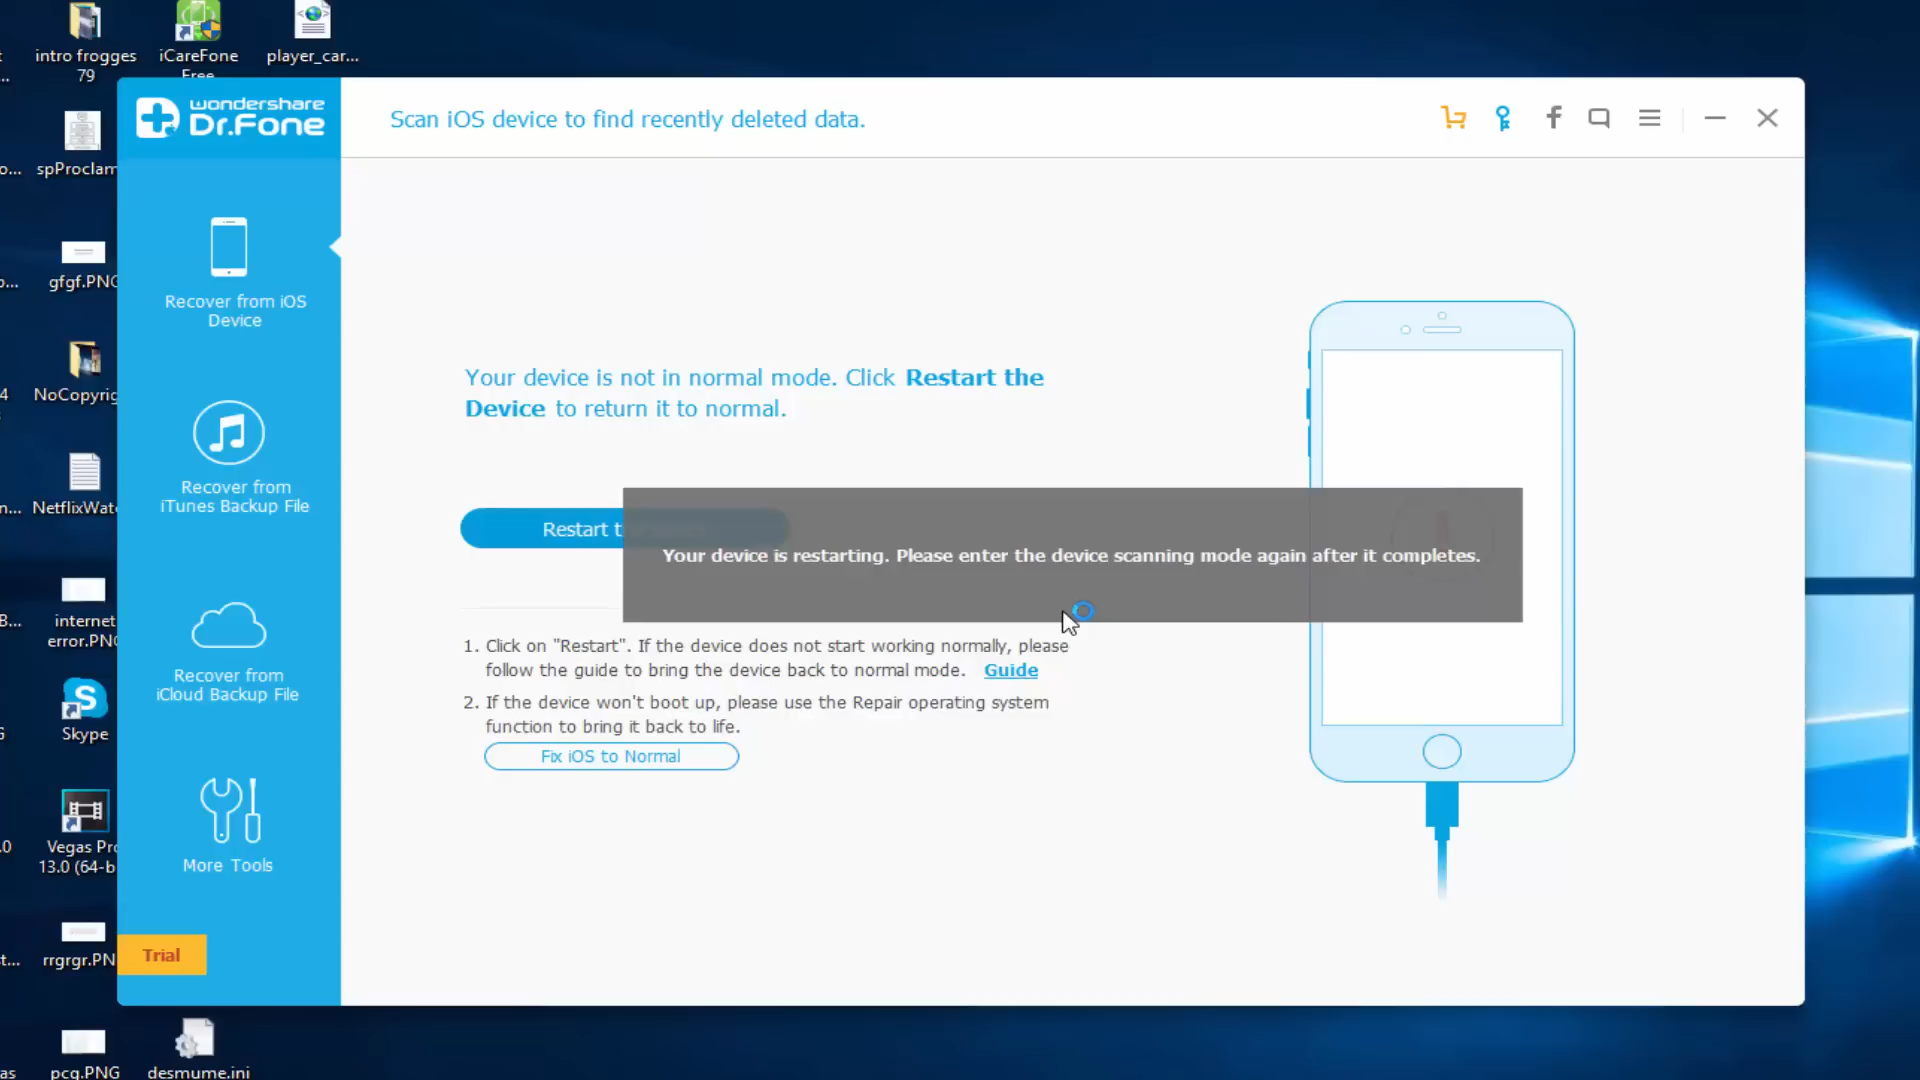 intro frogges
79
iCareFone
Free
player_car...
spProclam
gfgf.PNG
NoCopyrig
NetflixWat
internet
error.PNG
Skype
Vegas Pro
13.0 (64-b
rrgrgr.PN
pcg.PNG
desmume.ini
wondershare
Dr.Fone
Scan iOS device to find recently deleted data.
Recover from iOS
Device
Recover from
iTunes Backup File
Recover from
iCloud Backup File
More Tools
Trial
Your device is not in normal mode. Click Restart the
Device to return it to normal.
Restart t
Your device is restarting. Please enter the device scanning mode again after it completes.
1. Click on "Restart". If the device does not start working normally, please
follow the guide to bring the device back to normal mode. Guide
2. If the device won't boot up, please use the Repair operating system
function to bring it back to life.
Fix iOS to Normal